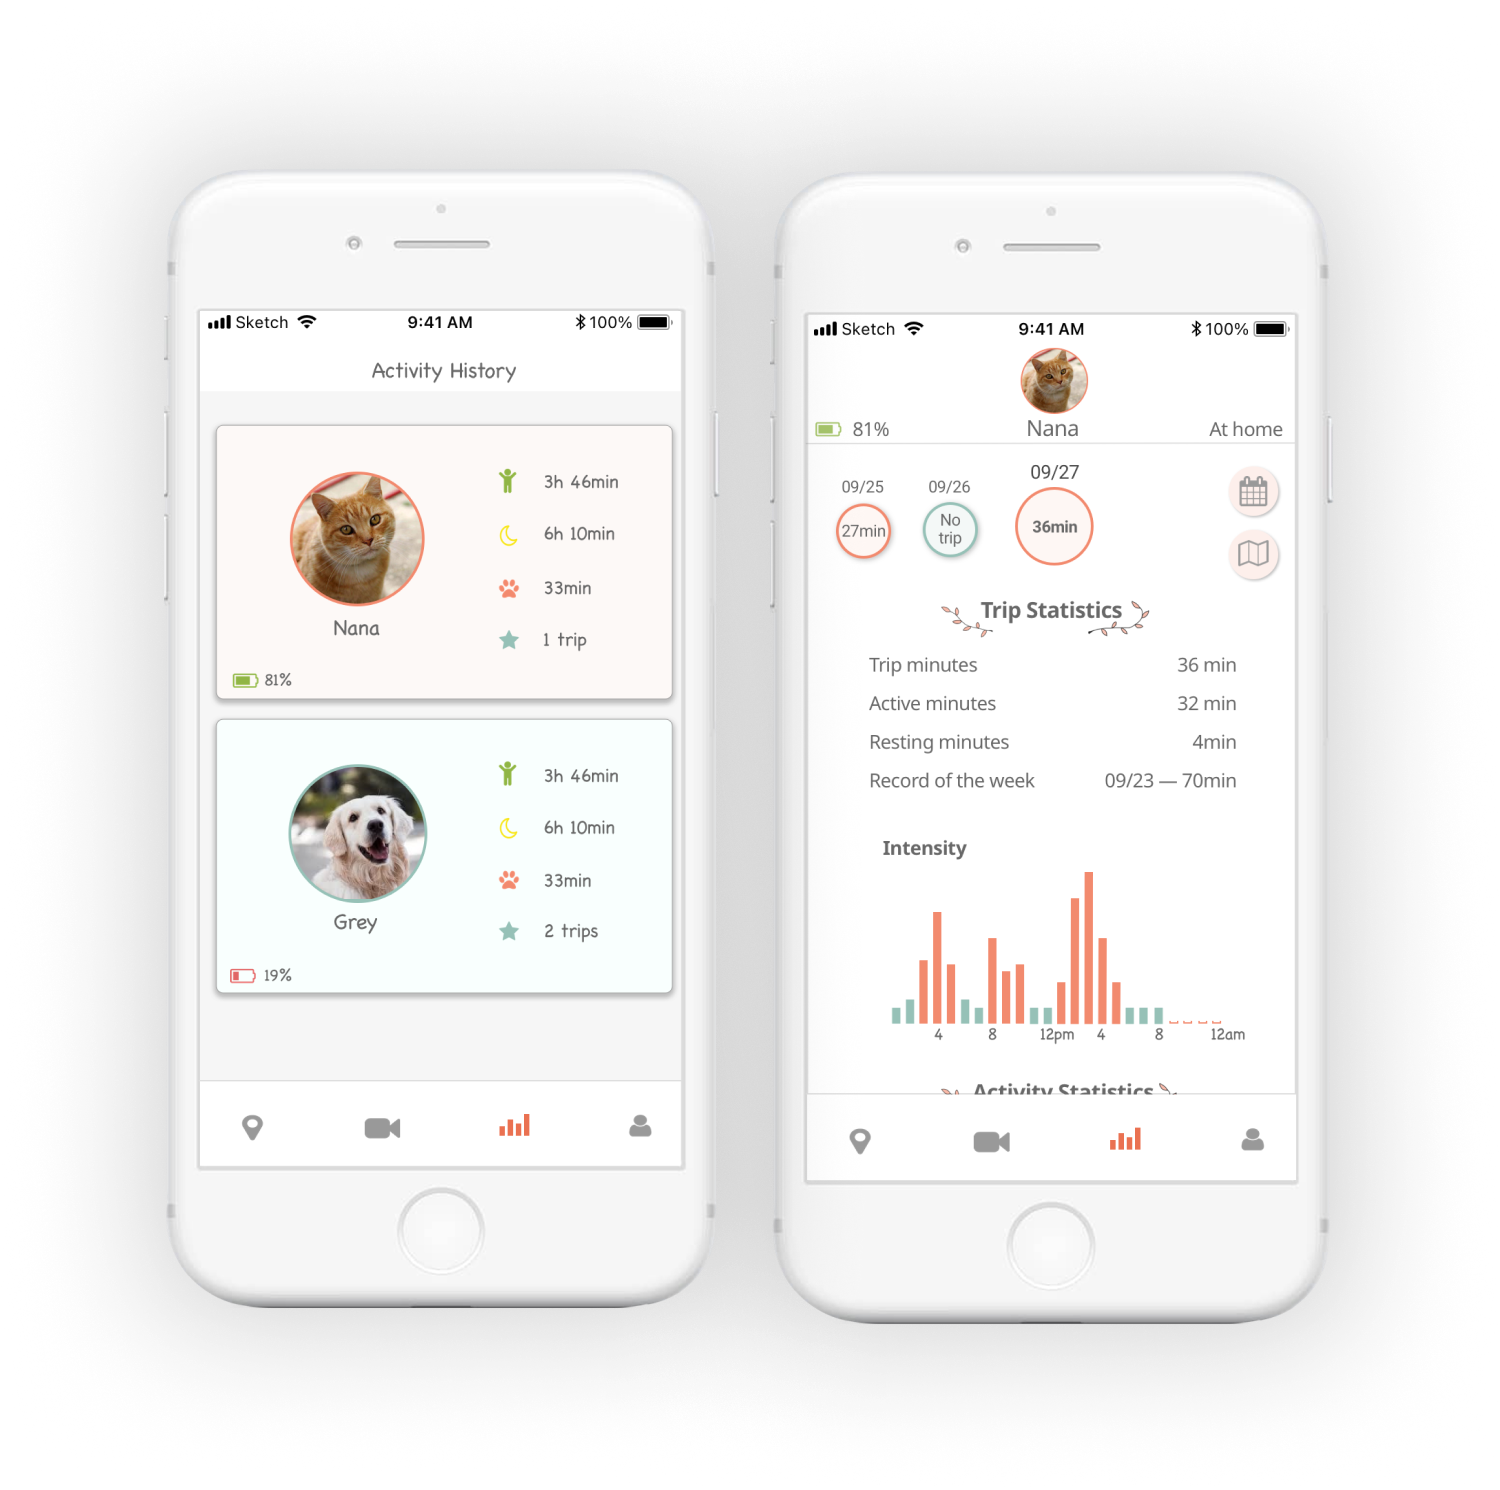 Sketch 9:41 AM 100%
Activity History
3h 46min
6h 10min
33min
Nana
1 trip
81%
3h 46min
6h 10min
33min
Grey
2 trips
19%
Sketch 9:41 AM 100%
81% Nana At home
09/25 09/26 09/27
27min No trip 36min
Trip Statistics
Trip minutes 36 min
Active minutes 32 min
Resting minutes 4min
Record of the week 09/23 — 70min
Intensity
4 8 12pm 4 8 12am
Activity Statistics